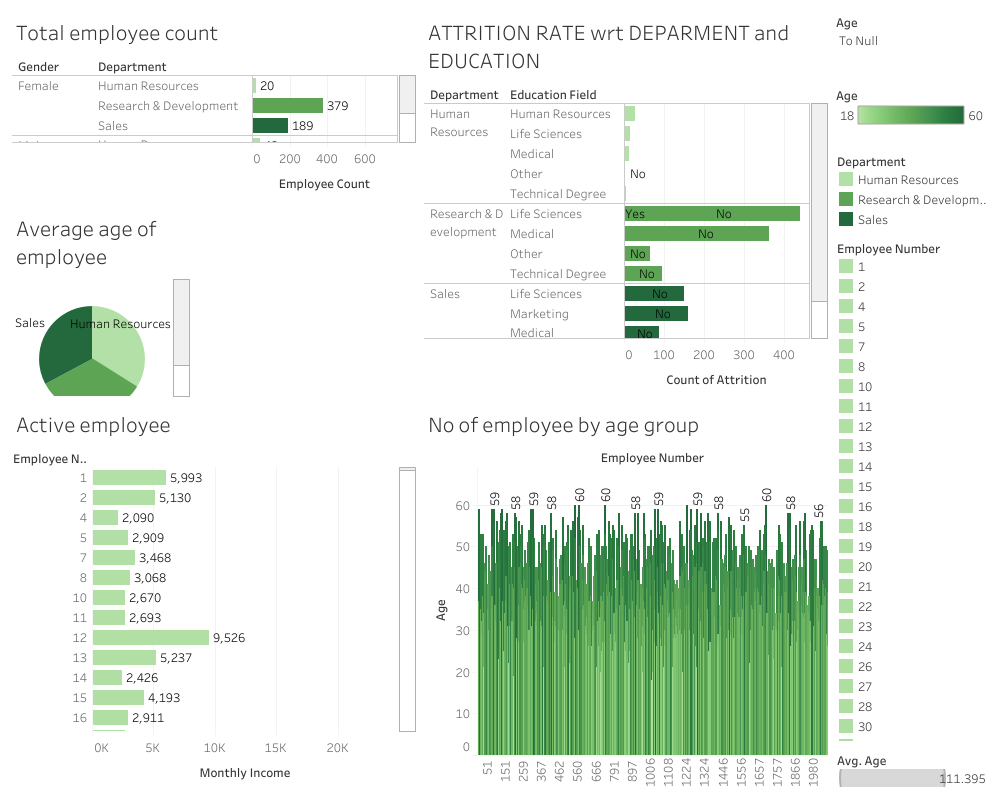 Total employee count
Gender Department
Female Human Resources 20
Research & Development 379
Sales 189
0 200 400 600
Employee Count
Average age of
employee
Sales Human Resources
Active employee
Employee N..
1 5,993
2 5,130
4 2,090
5 2,909
7 3,468
8 3,068
10 2,670
11 2,693
12 9,526
13 5,237
14 2,426
15 4,193
16 2,911
0K 5K 10K 15K 20K
Monthly Income
ATTRITION RATE wrt DEPARMENT and
EDUCATION
Department Education Field
Human Human Resources
Resources Life Sciences
Medical
Other No
Technical Degree
Research & D Life Sciences Yes No
evelopment Medical No
Other No
Technical Degree No
Sales Life Sciences No
Marketing No
Medical No
0 100 200 300 400
Count of Attrition
No of employee by age group
Employee Number
59 58 59 58 60 60 58 59 59 58 55 60 58 56
60
50
40
30
20
10
0
Age
51 151 259 367 462 560 666 791 897 1006 1108 1224 1324 1446 1556 1657 1757 1866 1980
Age
To Null
Age
18 60
Department
Human Resources
Research & Developm..
Sales
Employee Number
1
2
4
5
7
8
10
11
12
13
14
15
16
18
19
20
21
22
23
24
26
27
28
30
Avg. Age
111.395